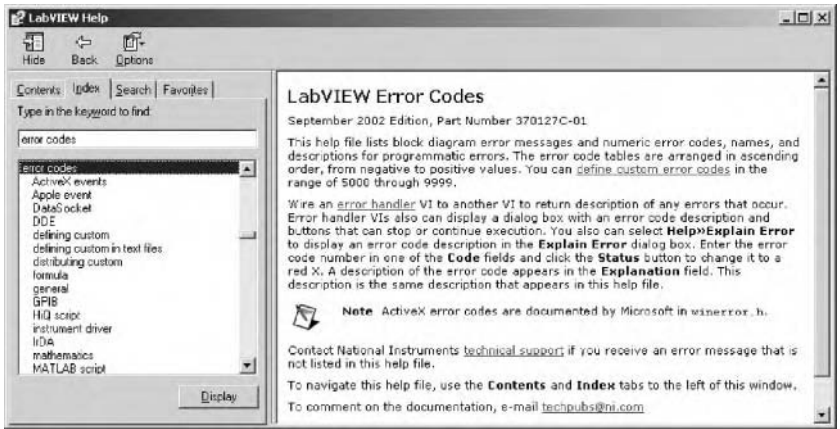 LabVIEW Help
Hide Back Options
Contents Index Search Favorites
Type in the keyword to find:
error codes
error codes
ActiveX events
Apple event
DataSocket
DDE
defining custom
defining custom in text files
distributing custom
formula
general
GPIB
HiQ script
instrument driver
IrDA
mathematics
MATLAB script
Display
LabVIEW Error Codes
September 2002 Edition, Part Number 370127C-01
This help file lists block diagram error messages and numeric error codes, names, and
descriptions for programmatic errors. The error code tables are arranged in ascending
order, from negative to positive values. You can define custom error codes in the
range of 5000 through 9999.
Wire an error handler VI to another VI to return description of any errors that occur.
Error handler VIs also can display a dialog box with an error code description and
buttons that can stop or continue execution. You also can select Help»Explain Error
to display an error code description in the Explain Error dialog box. Enter the error
code number in one of the Code fields and click the Status button to change it to a
red X. A description of the error code appears in the Explanation field. This
description is the same description that appears in this help file.
Note ActiveX error codes are documented by Microsoft in winerror.h.
Contact National Instruments technical support if you receive an error message that is
not listed in this help file.
To navigate this help file, use the Contents and Index tabs to the left of this window.
To comment on the documentation, e-mail techpubs@ni.com